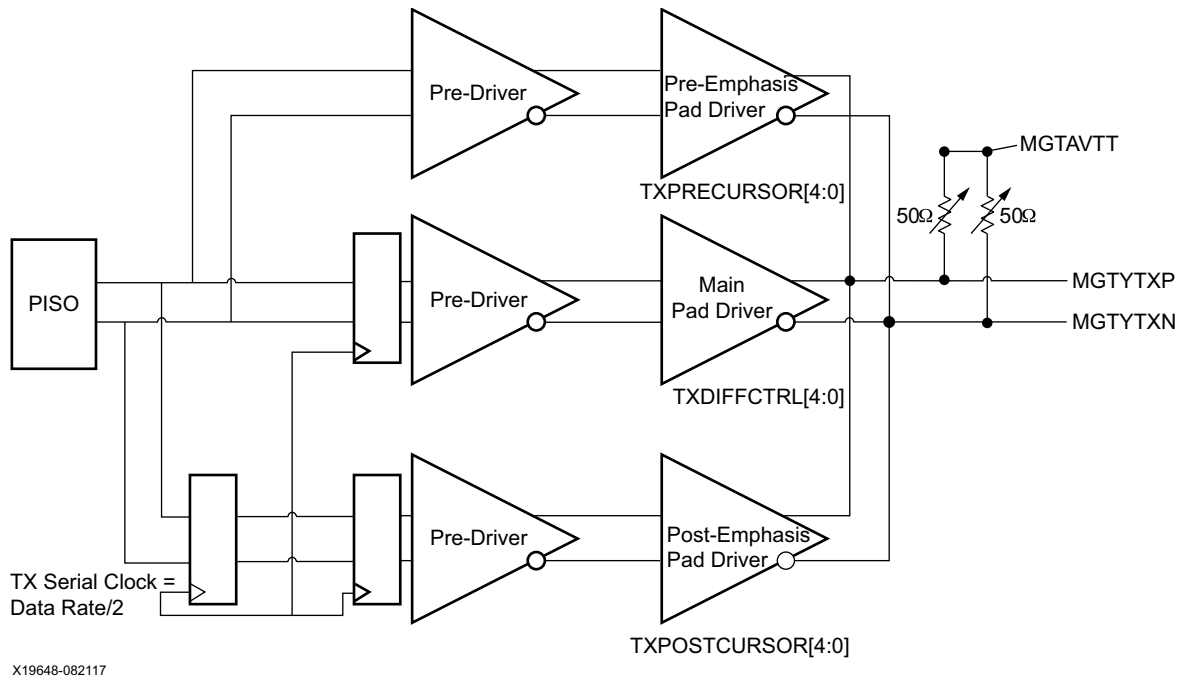 Pre-Driver
Pre-Emphasis
Pad Driver
MGTAVTT
TXPRECURSOR[4:0]
50Ω
50Ω
PISO
Pre-Driver
Main
Pad Driver
MGTYTXP
MGTYTXN
TXDIFFCTRL[4:0]
Pre-Driver
Post-Emphasis
Pad Driver
TX Serial Clock =
Data Rate/2
TXPOSTCURSOR[4:0]
X19648-082117